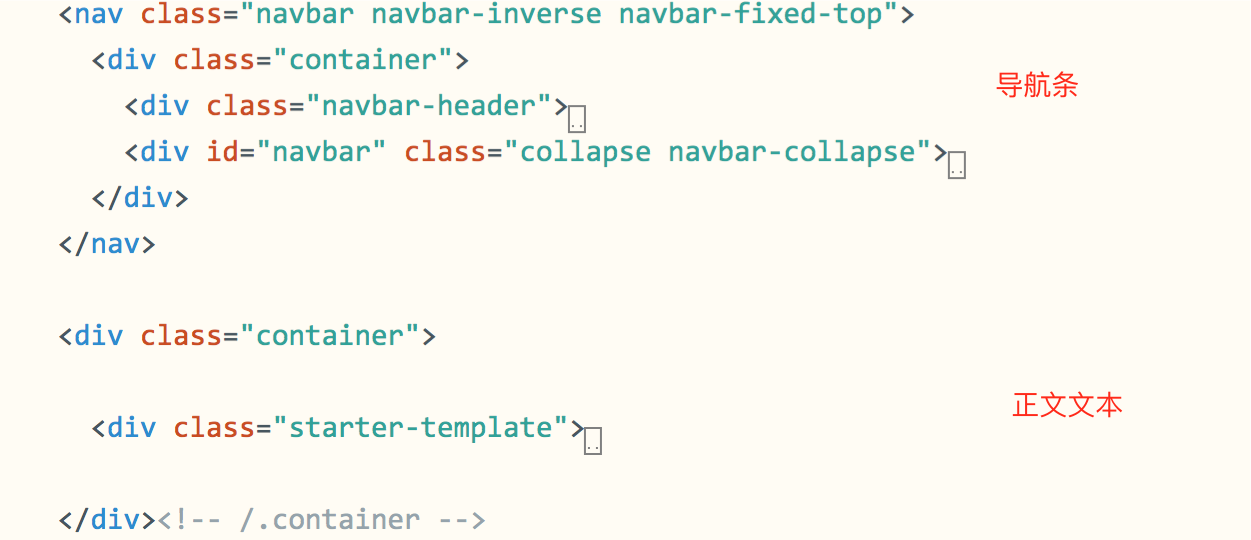 <nav class="navbar navbar-inverse navbar-fixed-top">
  <div class="container">
导航条
    <div class="navbar-header">..
    <div id="navbar" class="collapse navbar-collapse">..
  </div>
</nav>
<div class="container">
正文文本
  <div class="starter-template">..
</div><!-- /.container -->